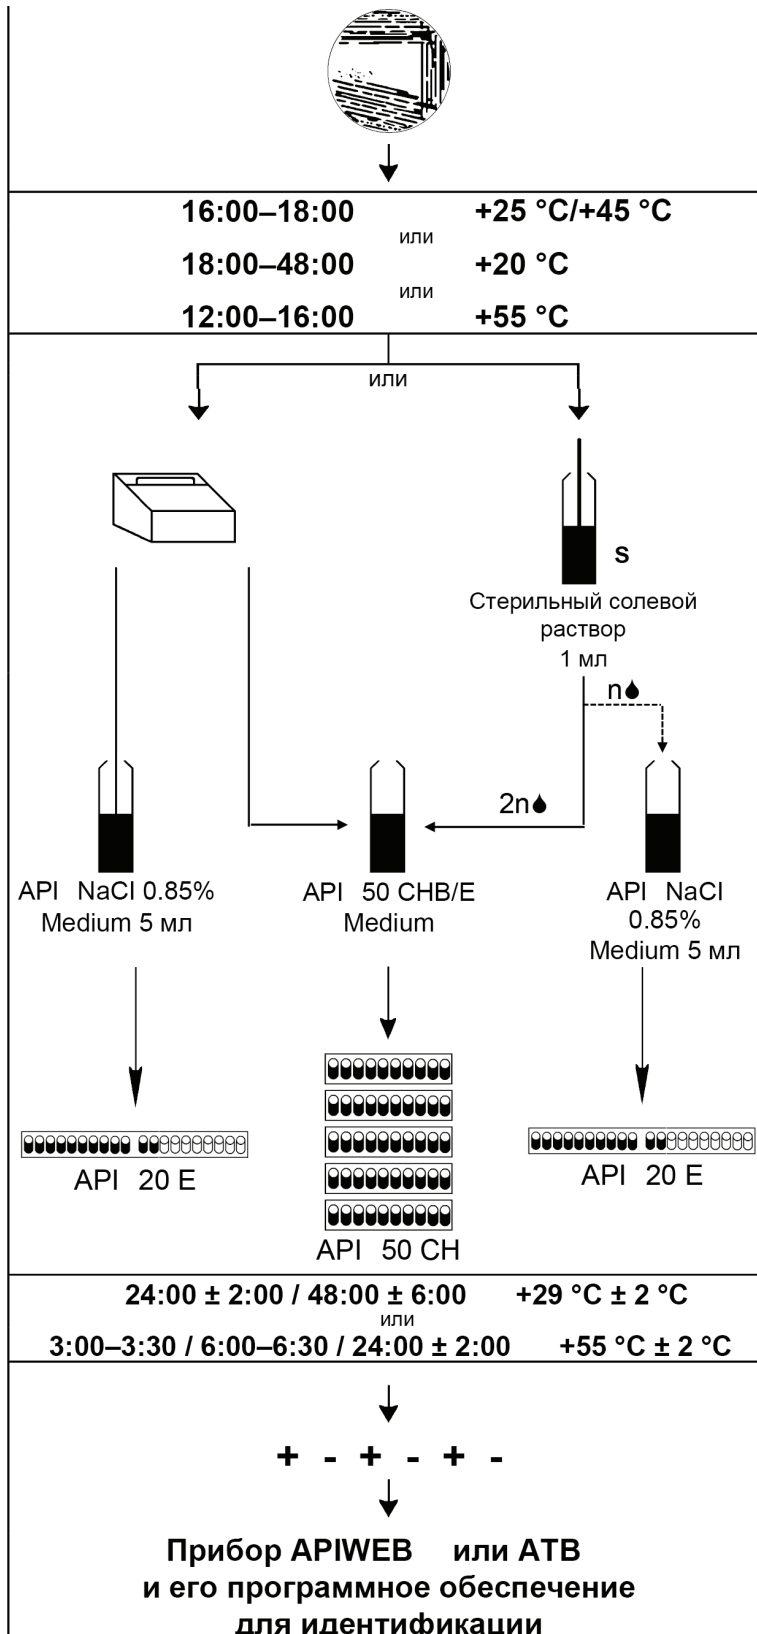 16:00–18:00 +25 °C/+45 °C
или
18:00–48:00 +20 °C
или
12:00–16:00 +55 °C
или
S
Стерильный солевой
раствор
1 мл
n
2n
API NaCl 0.85%
Medium 5 мл
API 50 CHB/E
Medium
API NaCl
0.85%
Medium 5 мл
API 20 E
API 50 CH
API 20 E
24:00 ± 2:00 / 48:00 ± 6:00 +29 °C ± 2 °C
или
3:00–3:30 / 6:00–6:30 / 24:00 ± 2:00 +55 °C ± 2 °C
+ - + - + -
Прибор APIWEB или ATB
и его программное обеспечение
для идентификации